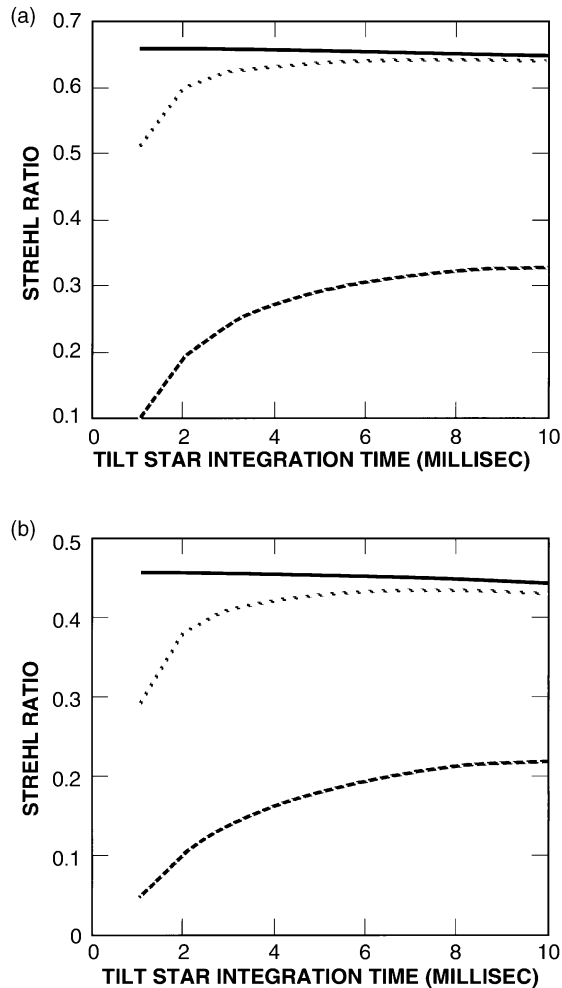 (a)
0.7
0.6
0.5
0.4
0.3
0.2
0.1
STREHL RATIO
0 2 4 6 8 10
TILT STAR INTEGRATION TIME (MILLISEC)
(b)
0.5
0.4
0.3
0.2
0.1
0
STREHL RATIO
0 2 4 6 8 10
TILT STAR INTEGRATION TIME (MILLISEC)